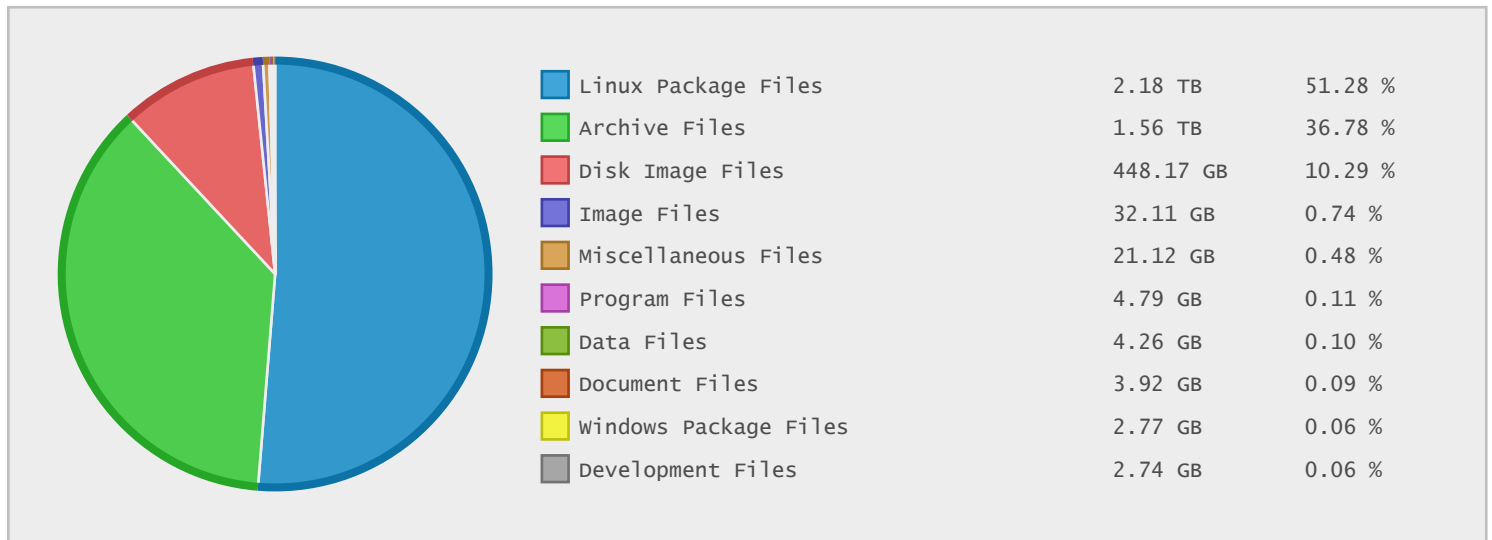 Linux Package Files 2.18 TB 51.28 %
Archive Files 1.56 TB 36.78 %
Disk Image Files 448.17 GB 10.29 %
Image Files 32.11 GB 0.74 %
Miscellaneous Files 21.12 GB 0.48 %
Program Files 4.79 GB 0.11 %
Data Files 4.26 GB 0.10 %
Document Files 3.92 GB 0.09 %
Windows Package Files 2.77 GB 0.06 %
Development Files 2.74 GB 0.06 %